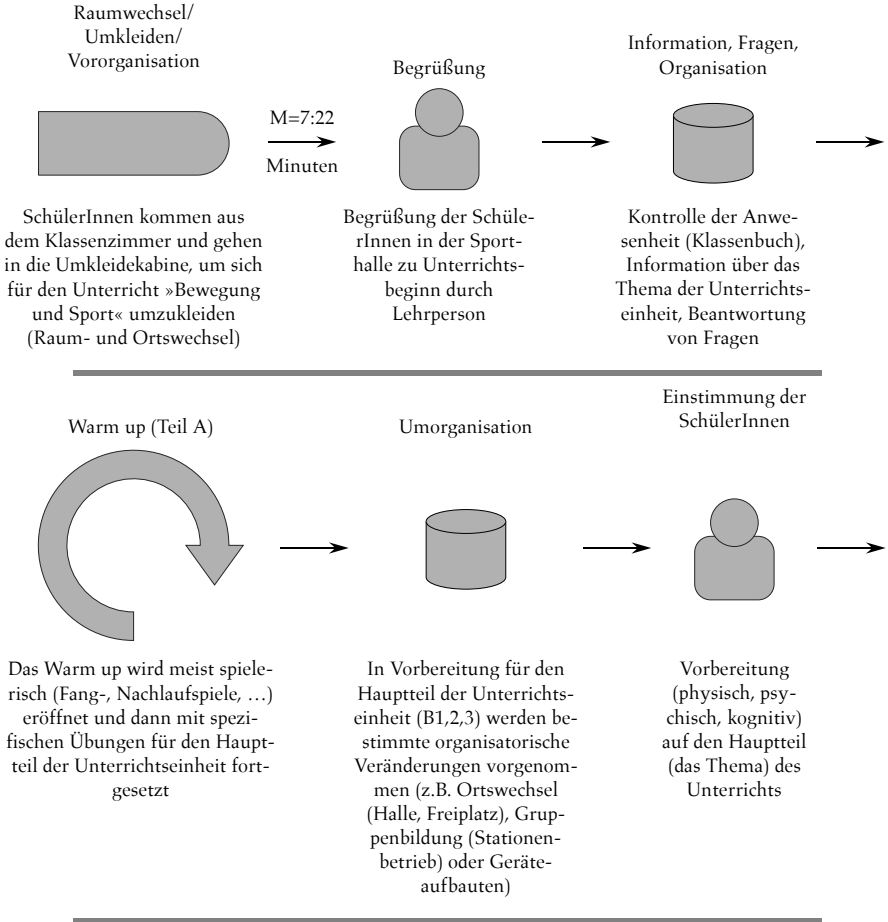 Raumwechsel/
Umkleiden/
Vororganisation
M=7:22
Minuten
SchülerInnen kommen aus
dem Klassenzimmer und gehen
in die Umkleidekabine, um sich
für den Unterricht »Bewegung
und Sport« umzukleiden
(Raum- und Ortswechsel)
Begrüßung
Begrüßung der Schüle-
rInnen in der Sport-
halle zu Unterrichts-
beginn durch
Lehrperson
Information, Fragen,
Organisation
Kontrolle der Anwe-
senheit (Klassenbuch),
Information über das
Thema der Unterrichts-
einheit, Beantwortung
von Fragen
Warm up (Teil A)
Das Warm up wird meist spiele-
risch (Fang-, Nachlaufspiele, …)
eröffnet und dann mit spezi-
fischen Übungen für den Haupt-
teil der Unterrichtseinheit fort-
gesetzt
Umorganisation
In Vorbereitung für den
Hauptteil der Unterrichts-
einheit (B1,2,3) werden be-
stimmte organisatorische
Veränderungen vorgenom-
men (z.B. Ortswechsel
(Halle, Freiplatz), Grup-
penbildung (Stationen-
betrieb) oder Geräte-
aufbauten)
Einstimmung der
SchülerInnen
Vorbereitung
(physisch, psy-
chisch, kognitiv)
auf den Hauptteil
(das Thema) des
Unterrichts